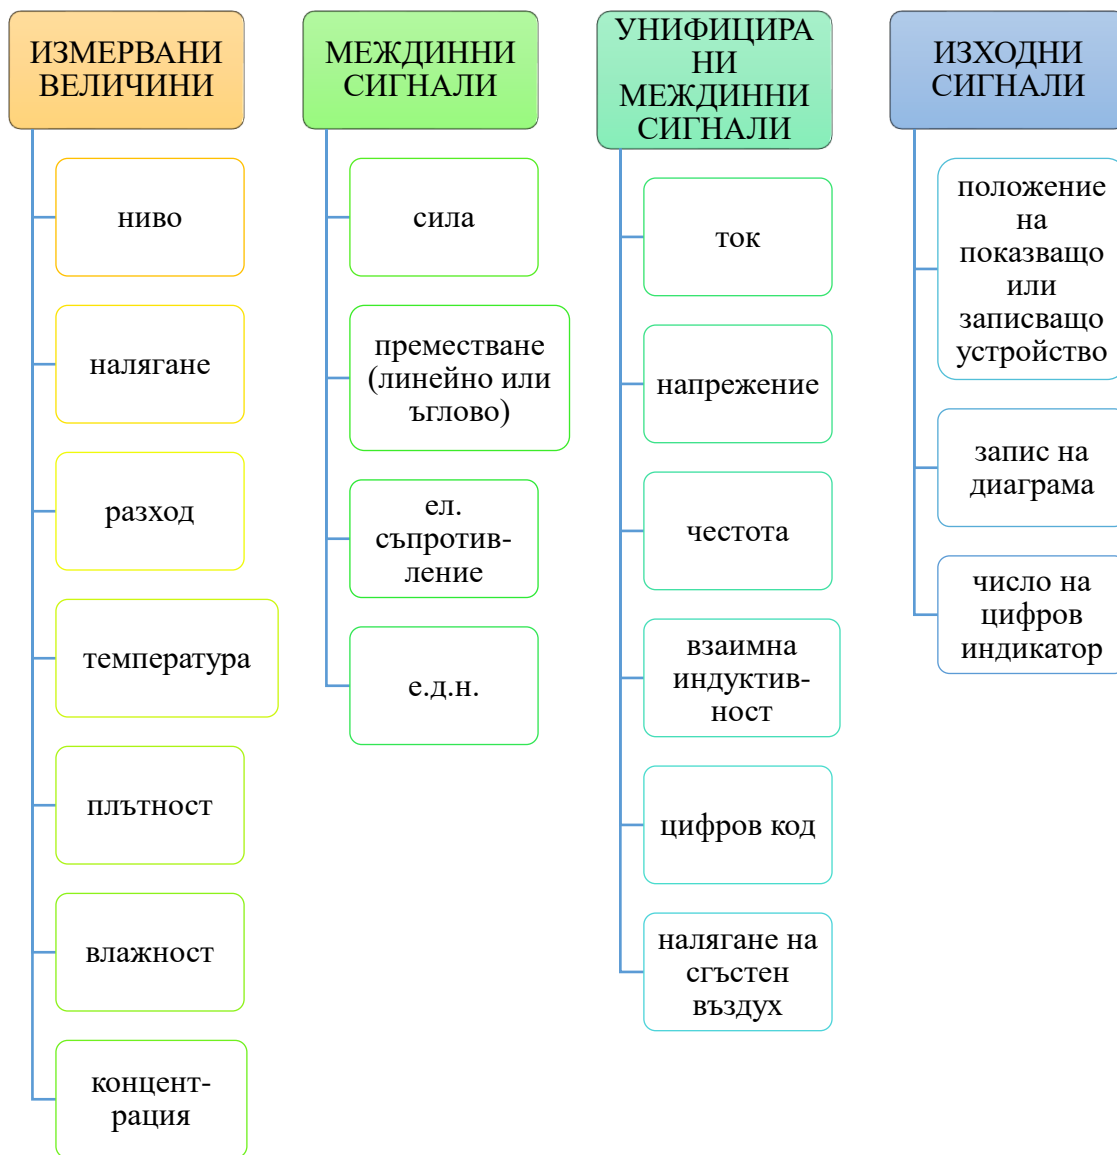 ИЗМЕРВАНИ
ВЕЛИЧИНИ
ниво
налягане
разход
температура
плътност
влажност
концент-
рация
МЕЖДИННИ
СИГНАЛИ
сила
преместване
(линейно или
ъглово)
ел.
съпротив-
ление
е.д.н.
УНИФИЦИРА
НИ
МЕЖДИННИ
СИГНАЛИ
ток
напрежение
честота
взаимна
индуктив-
ност
цифров код
налягане на
сгъстен
въздух
ИЗХОДНИ
СИГНАЛИ
положение
на
показващо
или
записващо
устройство
запис на
диаграма
число на
цифров
индикатор